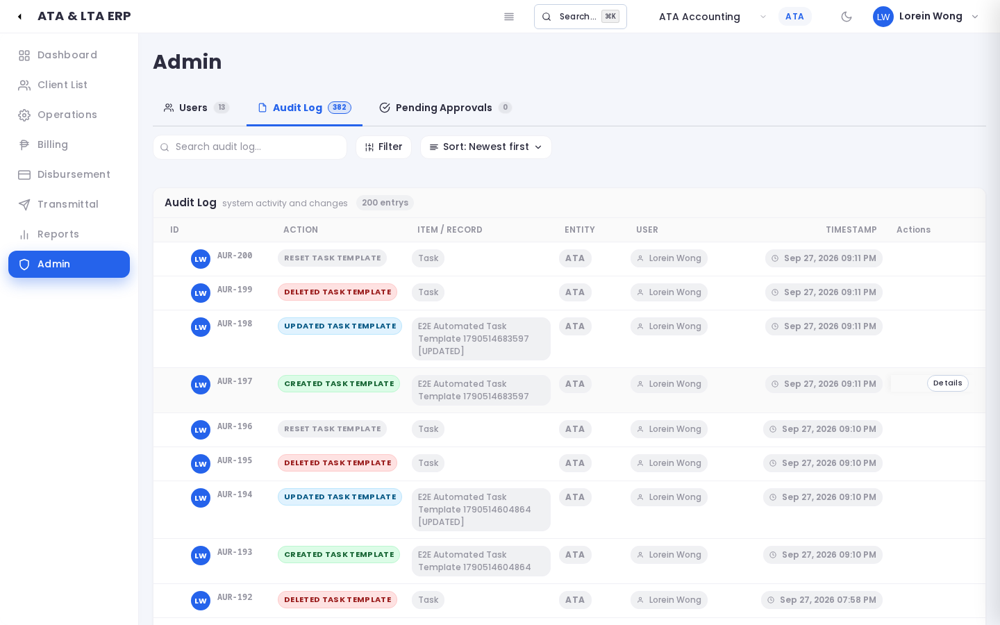 ATA & LTA ERP
Search... ⌘K
ATA Accounting
ATA
LW Lorein Wong
Dashboard
Client List
Operations
Billing
Disbursement
Transmittal
Reports
Admin
Admin
Users 13
Audit Log 382
Pending Approvals 0
Search audit log...
Filter
Sort: Newest first
Audit Log system activity and changes 200 entrys
ID ACTION ITEM / RECORD ENTITY USER TIMESTAMP Actions
LW AUR-200 RESET TASK TEMPLATE Task ATA Lorein Wong Sep 27, 2026 09:11 PM
LW AUR-199 DELETED TASK TEMPLATE Task ATA Lorein Wong Sep 27, 2026 09:11 PM
LW AUR-198 UPDATED TASK TEMPLATE E2E Automated Task ATA Lorein Wong Sep 27, 2026 09:11 PM
Template 1790514683597
[UPDATED]
LW AUR-197 CREATED TASK TEMPLATE E2E Automated Task ATA Lorein Wong Sep 27, 2026 09:11 PM Details
Template 1790514683597
LW AUR-196 RESET TASK TEMPLATE Task ATA Lorein Wong Sep 27, 2026 09:10 PM
LW AUR-195 DELETED TASK TEMPLATE Task ATA Lorein Wong Sep 27, 2026 09:10 PM
LW AUR-194 UPDATED TASK TEMPLATE E2E Automated Task ATA Lorein Wong Sep 27, 2026 09:10 PM
Template 1790514604864
[UPDATED]
LW AUR-193 CREATED TASK TEMPLATE E2E Automated Task ATA Lorein Wong Sep 27, 2026 09:10 PM
Template 1790514604864
LW AUR-192 DELETED TASK TEMPLATE Task ATA Lorein Wong Sep 27, 2026 07:58 PM